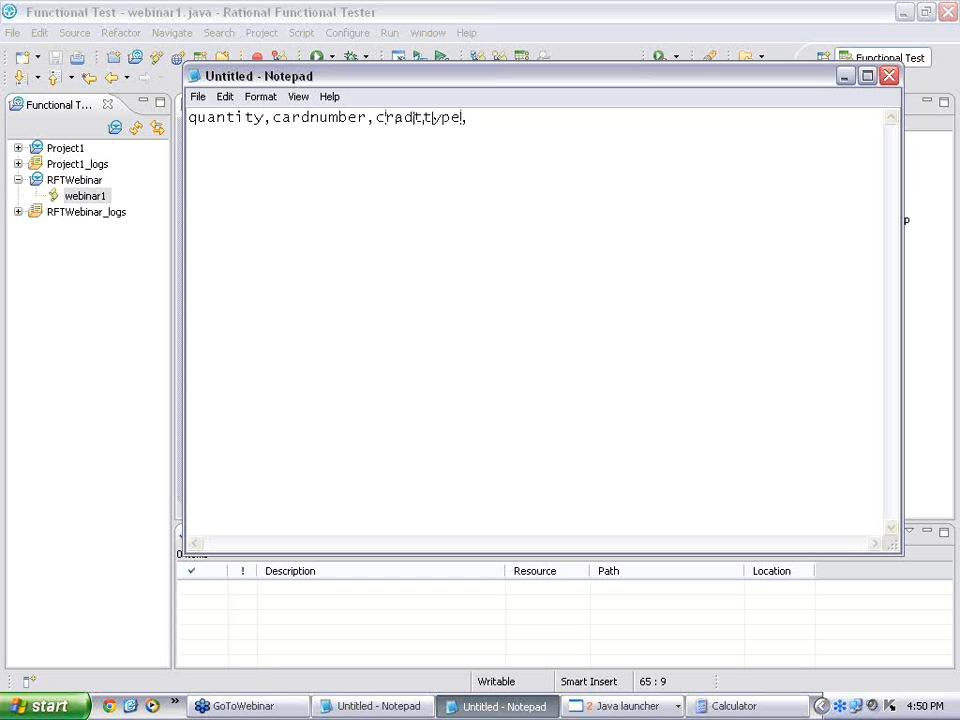 Functional Test - webinar1.java - Rational Functional Tester
File Edit Source Refactor Navigate Search Project Script Configure Run Window Help
Functional Test
Untitled - Notepad
Functional T...
File Edit Format View Help
quantity,cardnumber,
Project1
Project1_logs
RFTWebinar
webinar1
RFTWebinar_logs
p
! Description Resource Path Location
Writable Smart Insert 65 : 9
start GoToWebinar Untitled - Notepad Untitled - Notepad 2 Java launcher Calculator 4:50 PM